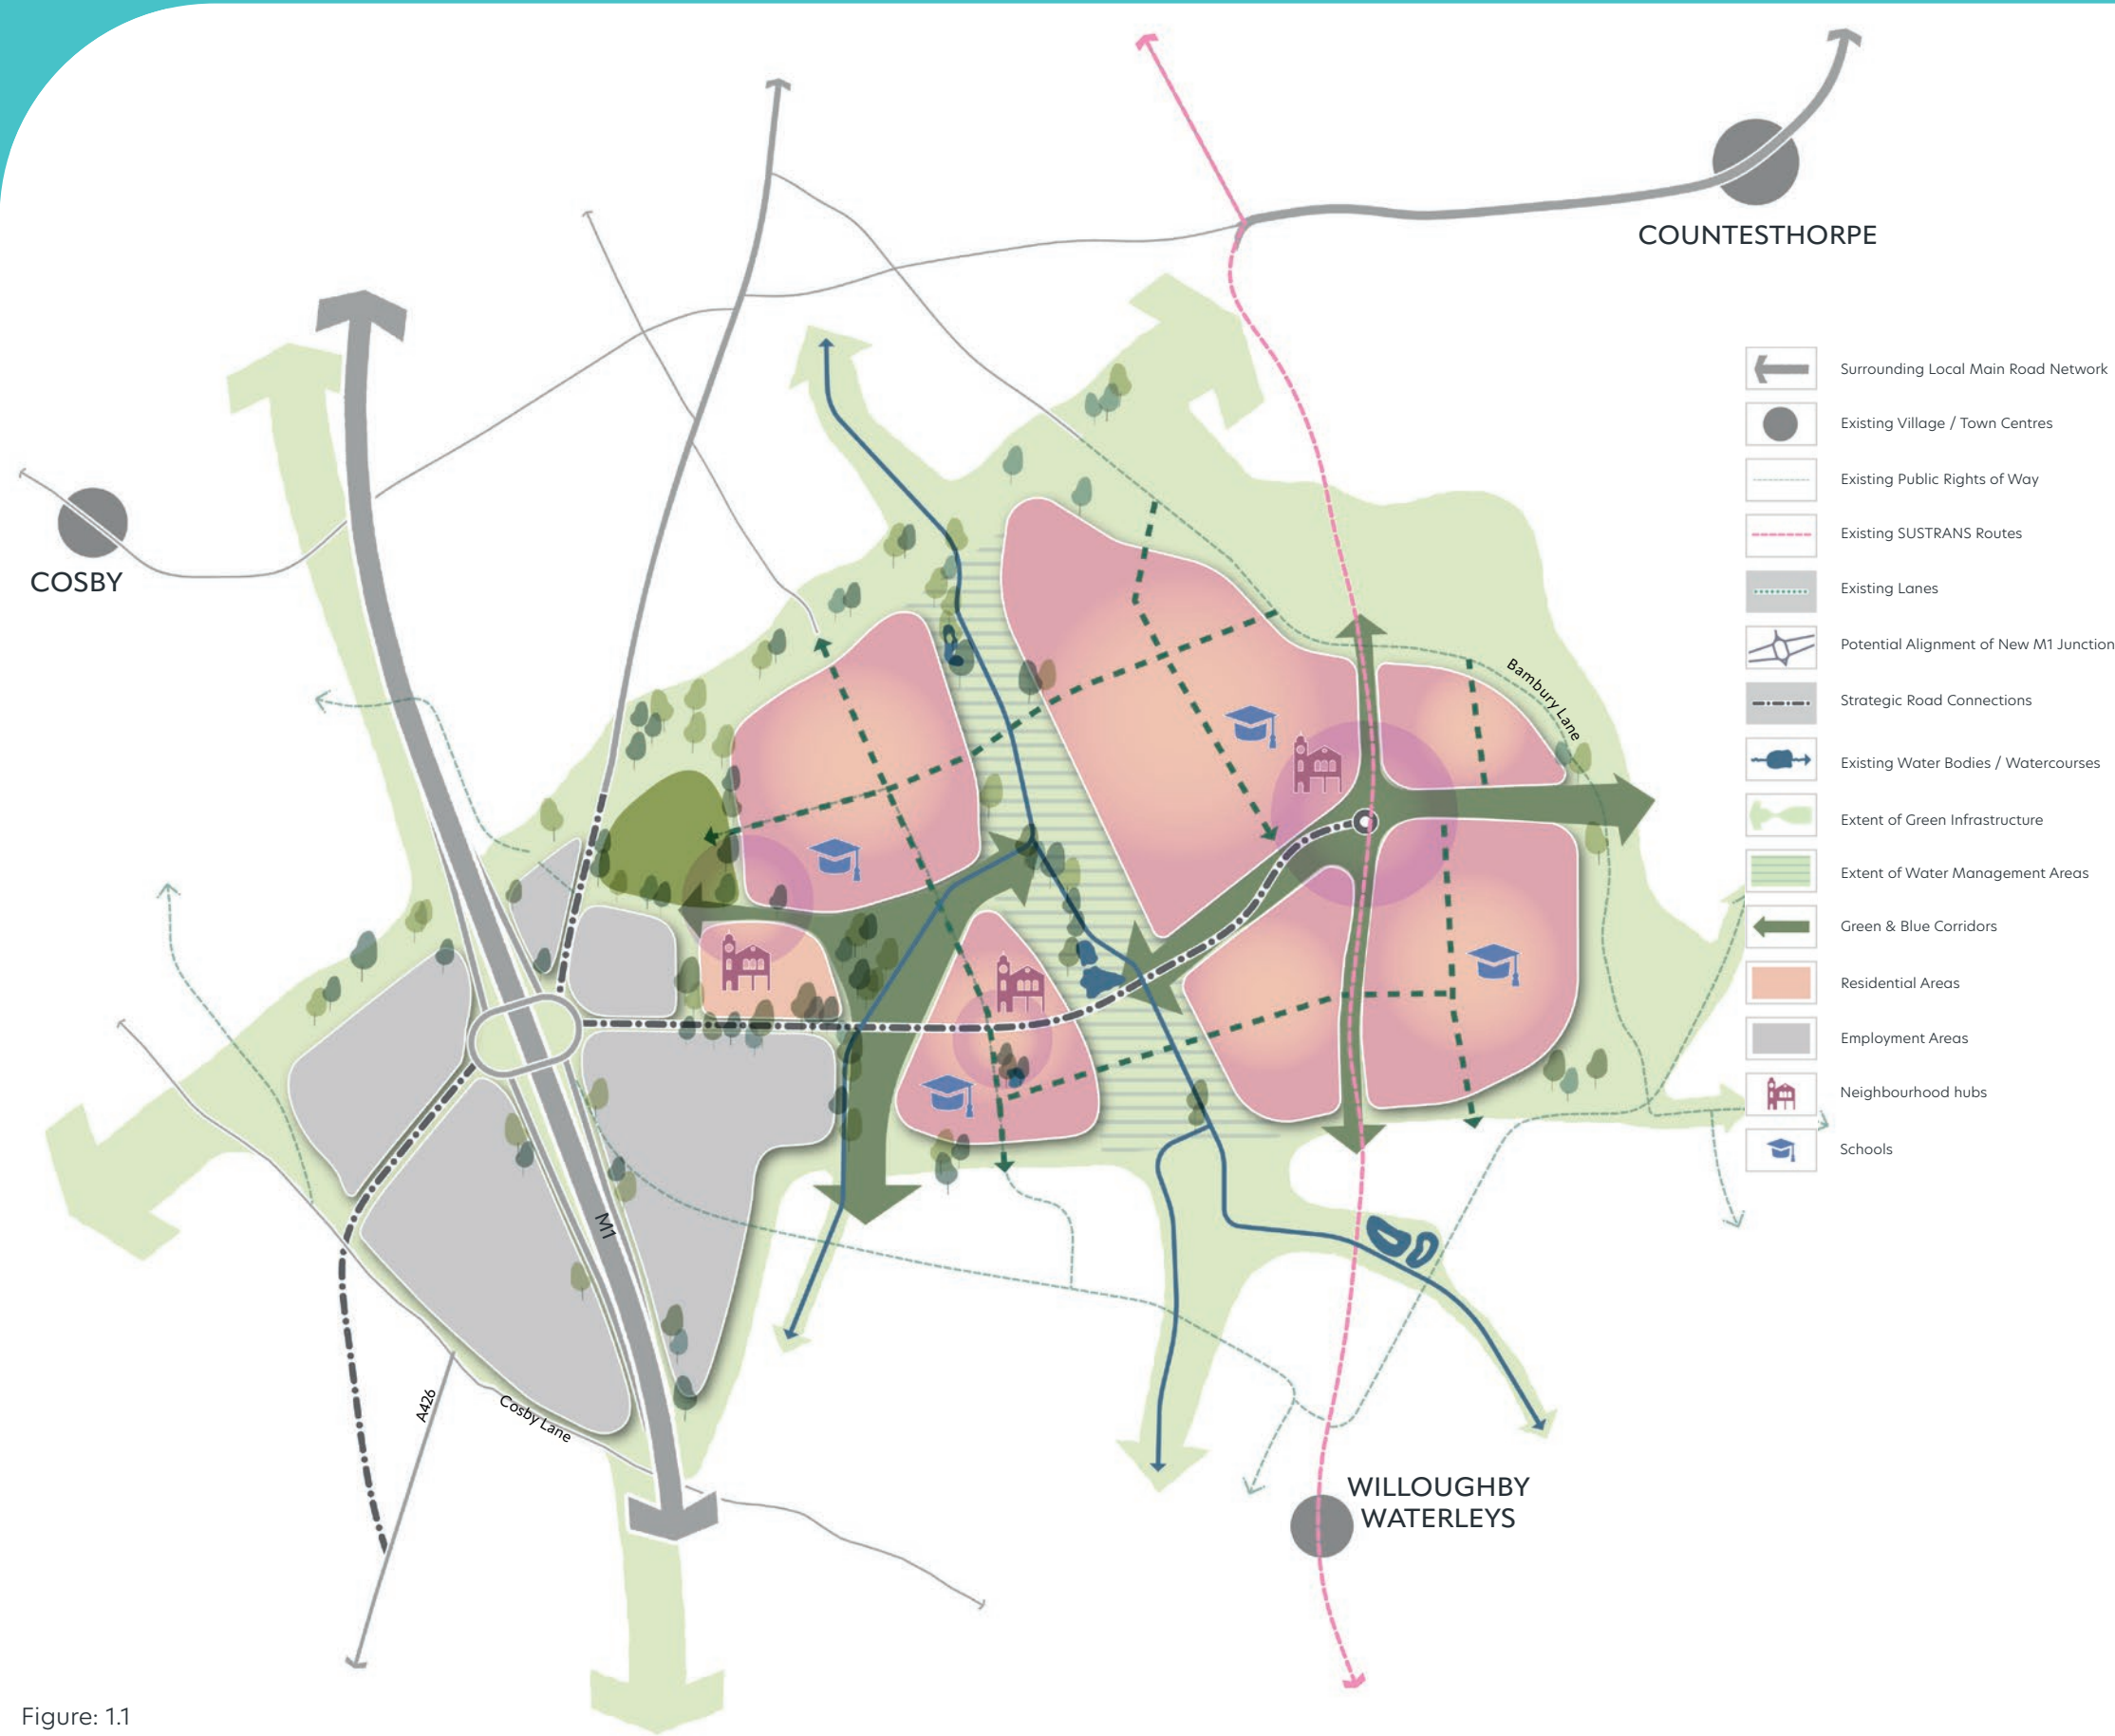 COUNTESTHORPE
Surrounding Local Main Road Network
Existing Village / Town Centres
Existing Public Rights of Way
Existing SUSTRANS Routes
COSBY
Existing Lanes
Potential Alignment of New M1 Junction
Bambury Lane
Strategic Road Connections
Existing Water Bodies / Watercourses
Extent of Green Infrastructure
Extent of Water Management Areas
Green & Blue Corridors
Residential Areas
Employment Areas
Neighbourhood hubs
Schools
M1
A426
Cosby Lane
WILLOUGHBY
WATERLEYS
Figure: 1.1